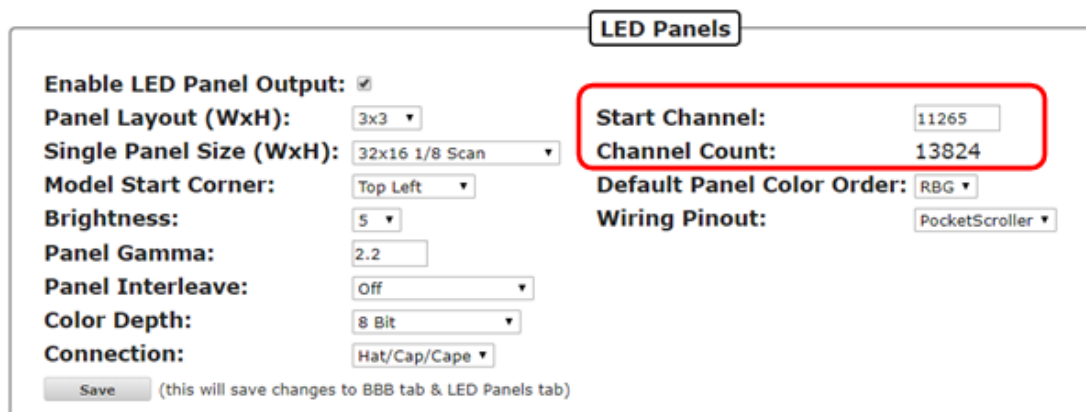 LED Panels
Enable LED Panel Output:
Panel Layout (WxH): 3x3
Start Channel: 11265
Single Panel Size (WxH): 32x16 1/8 Scan
Channel Count: 13824
Model Start Corner: Top Left
Default Panel Color Order: RBG
Brightness: 5
Wiring Pinout: PocketScroller
Panel Gamma: 2.2
Panel Interleave: Off
Color Depth: 8 Bit
Connection: Hat/Cap/Cape
Save (this will save changes to BBB tab & LED Panels tab)